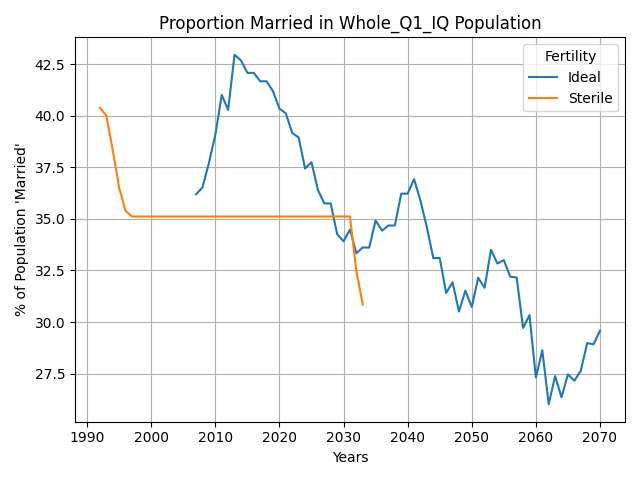 Proportion Married in Whole_Q1_IQ Population
Fertility
Ideal
Sterile
% of Population 'Married'
42.5
40.0
37.5
35.0
32.5
30.0
27.5
1990 2000 2010 2020 2030 2040 2050 2060 2070
Years